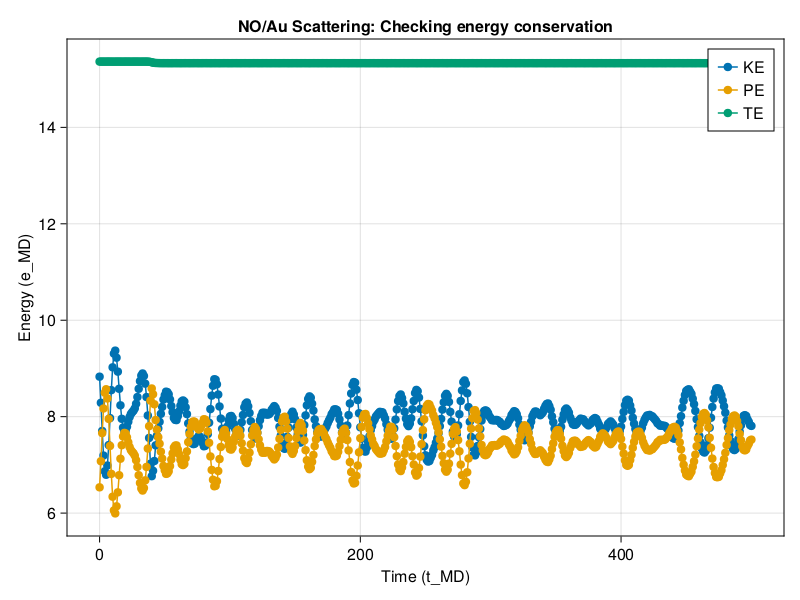 NO/Au Scattering: Checking energy conservation
KE
PE
TE
14
12
10
8
6
Energy (e_MD)
0
200
400
Time (t_MD)